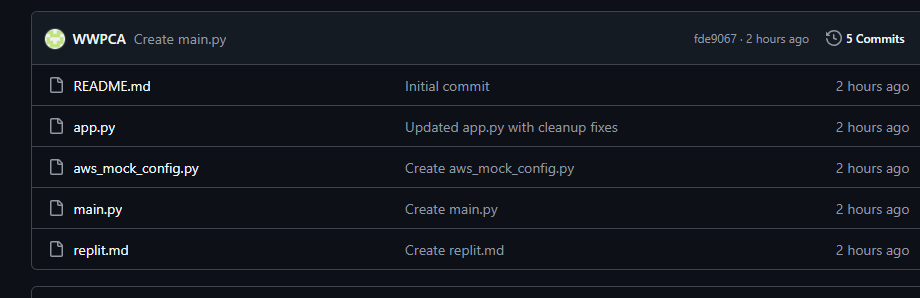 WWPCA Create main.py fde9067 · 2 hours ago 5 Commits
README.md Initial commit 2 hours ago
app.py Updated app.py with cleanup fixes 2 hours ago
aws_mock_config.py Create aws_mock_config.py 2 hours ago
main.py Create main.py 2 hours ago
replit.md Create replit.md 2 hours ago